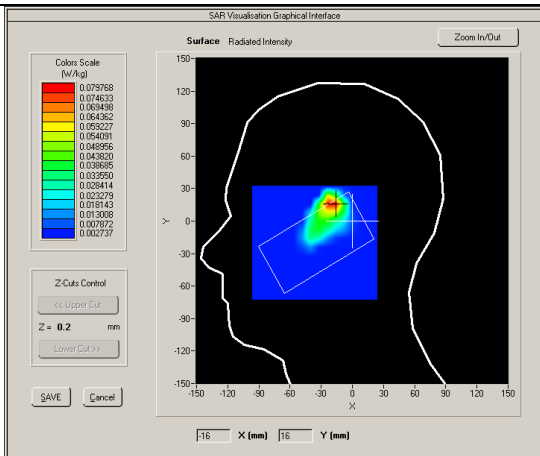 SAR Visualisation Graphical Interface
Surface Radiated Intensity
Zoom In/Out
Colors Scale
(W/kg)
0.079768
0.074633
0.069498
0.064362
0.059227
0.054091
0.048956
0.043820
0.038685
0.033550
0.028414
0.023279
0.018143
0.013008
0.007872
0.002737
Z-Cuts Control
<< Upper Cut
Z = 0.2 mm
Lower Cut >>
SAVE Cancel
150
120
90
60
30
0
-30
-60
-90
-120
-150
Y
-150 -120 -90 -60 -30 0 30 60 90 120 150
X
-16 X (mm) 16 Y (mm)